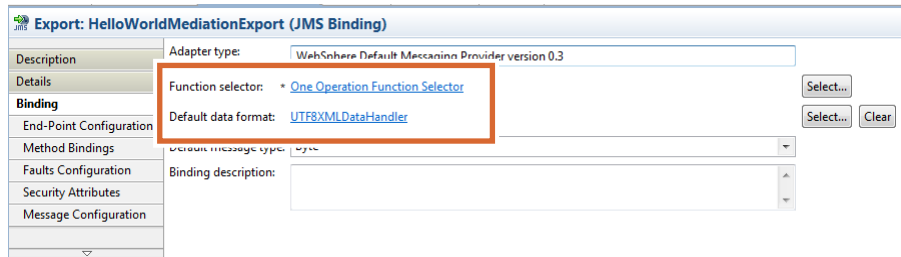 JMS Export: HelloWorldMediationExport (JMS Binding)
Description
Details
Binding
End-Point Configuration
Method Bindings
Faults Configuration
Security Attributes
Message Configuration
Adapter type: WebSphere Default Messaging Provider version 0.3
Function selector: * One Operation Function Selector Select...
Default data format: UTF8XMLDataHandler Select... Clear
Default message type: Byte
Binding description: